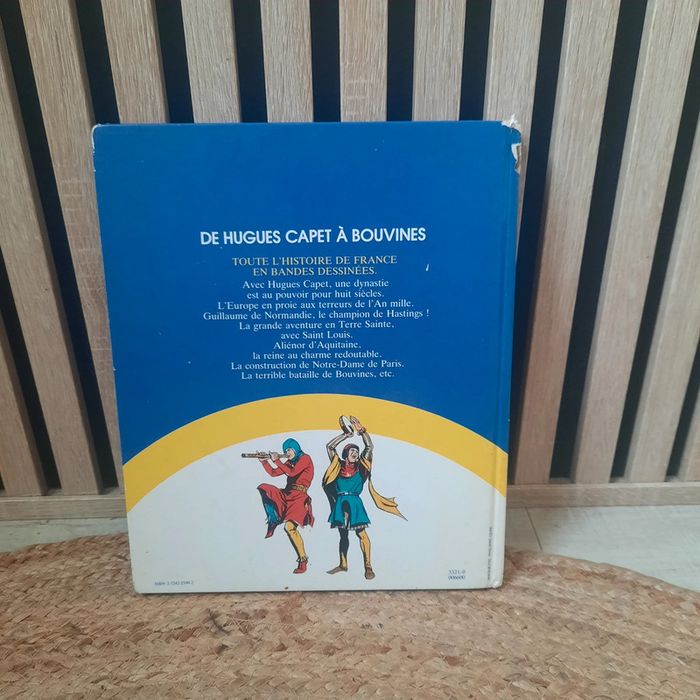 DE HUGUES CAPET À BOUVINES
TOUTE L'HISTOIRE DE FRANCE
EN BANDES DESSINÉES.
Avec Hugues Capet, une dynastie
est au pouvoir pour huit siècles.
L'Europe en proie aux terreurs de l'An mille.
Guillaume de Normandie, le champion de Hastings !
La grande aventure en Terre Sainte,
avec Saint Louis.
Aliénor d'Aquitaine,
la reine au charme redoutable.
La construction de Notre-Dame de Paris.
La terrible bataille de Bouvines, etc.
3321-0